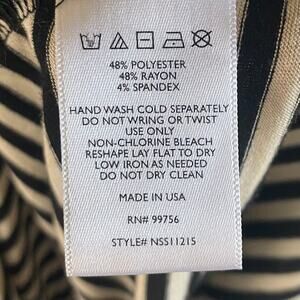 48% POLYESTER
48% RAYON
4% SPANDEX
HAND WASH COLD SEPARATELY
DO NOT WRING OR TWIST
USE ONLY
NON-CHLORINE BLEACH
RESHAPE LAY FLAT TO DRY
LOW IRON AS NEEDED
DO NOT DRY CLEAN
MADE IN USA
RN# 99756
STYLE# NSS11215